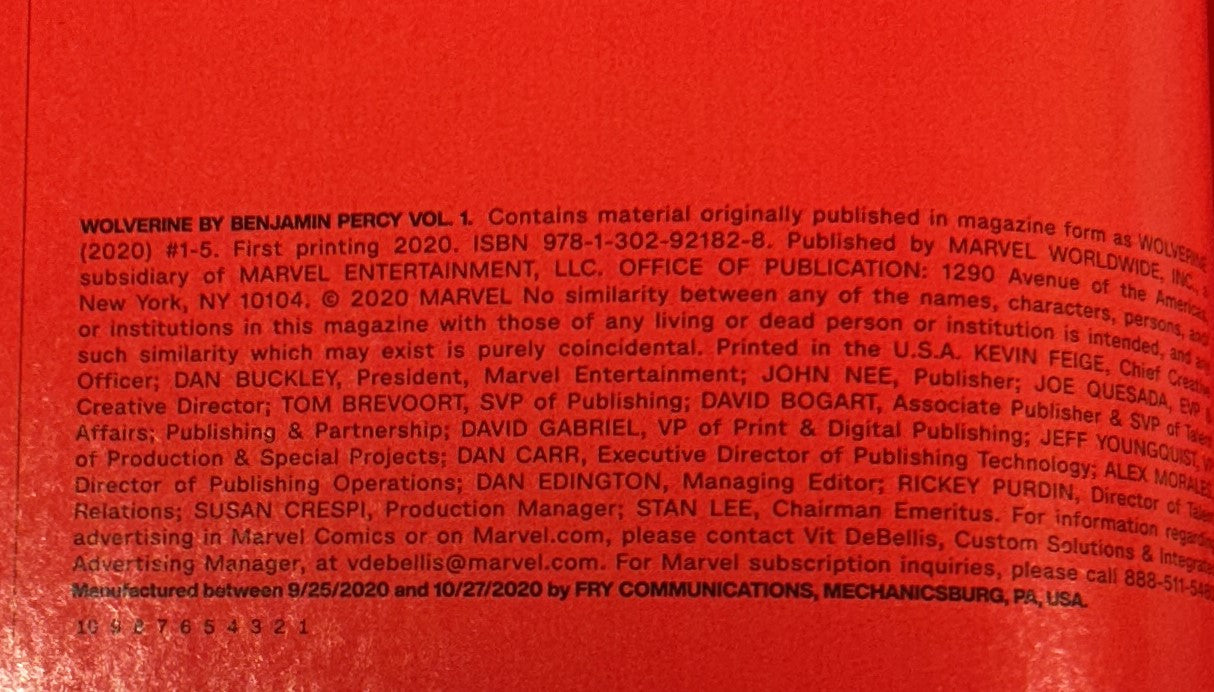 WOLVERINE BY BENJAMIN PERCY VOL. 1. Contains material originally published in magazine form as WOLVERINE
(2020) #1-5. First printing 2020. ISBN 978-1-302-92182-8. Published by MARVEL WORLDWIDE, INC.,
subsidiary of MARVEL ENTERTAINMENT, LLC. OFFICE OF PUBLICATION: 1290 Avenue of the Americas,
New York, NY 10104. © 2020 MARVEL No similarity between any of the names, characters, persons, and/
or institutions in this magazine with those of any living or dead person or institution is intended, and any
such similarity which may exist is purely coincidental. Printed in the U.S.A. KEVIN FEIGE, Chief Creative
Officer; DAN BUCKLEY, President, Marvel Entertainment; JOHN NEE, Publisher; JOE QUESADA, EVP &
Creative Director; TOM BREVOORT, SVP of Publishing; DAVID BOGART, Associate Publisher & SVP of Talent
Affairs; Publishing & Partnership; DAVID GABRIEL, VP of Print & Digital Publishing; JEFF YOUNGQUIST,
of Production & Special Projects; DAN CARR, Executive Director of Publishing Technology; ALEX MORALES,
Director of Publishing Operations; DAN EDINGTON, Managing Editor; RICKEY PURDIN, Director of Talent
Relations; SUSAN CRESPI, Production Manager; STAN LEE, Chairman Emeritus. For information regarding
advertising in Marvel Comics or on Marvel.com, please contact Vit DeBellis, Custom Solutions & Integrated
Advertising Manager, at vdebellis@marvel.com. For Marvel subscription inquiries, please call
Manufactured between 9/25/2020 and 10/27/2020 by FRY COMMUNICATIONS, MECHANICSBURG, PA, USA.
10 9 8 7 6 5 4 3 2 1